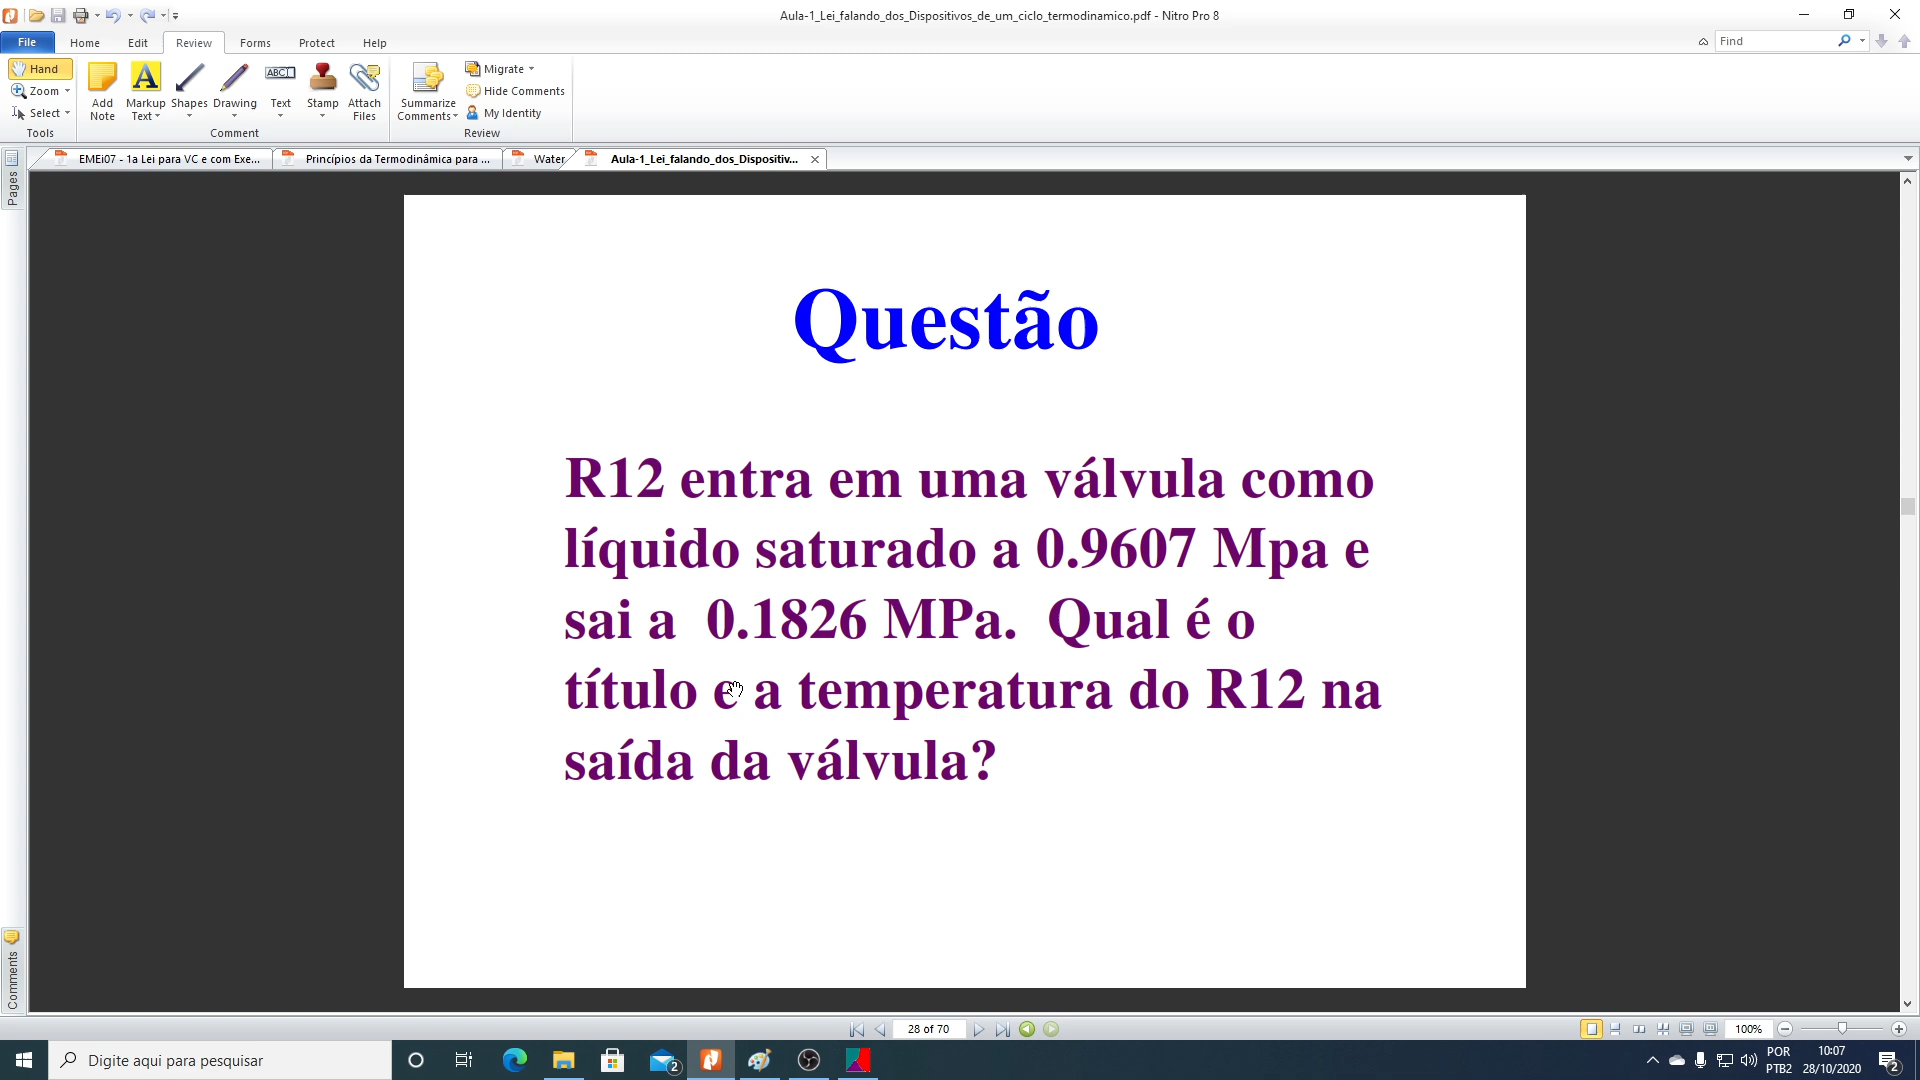 Aula-1_Lei_falando_dos_Dispositivos_de_um_ciclo_termodinamico.pdf - Nitro Pro 8
File Home Edit Review Forms Protect Help
Find
Hand
Zoom
Select
Tools
Add Note
Markup Text
Shapes
Drawing
Text
Stamp
Attach Files
Comment
Summarize Comments
Migrate
Hide Comments
My Identity
Review
EMEi07 - 1a Lei para VC e com Exe...
Princípios da Termodinâmica para ...
Water
Aula-1_Lei_falando_dos_Dispositiv...
Pages
Questão
R12 entra em uma válvula como
líquido saturado a 0.9607 Mpa e
sai a 0.1826 MPa. Qual é o
título e a temperatura do R12 na
saída da válvula?
Comments
28 of 70
100%
Digite aqui para pesquisar
2
POR
PTB2
10:07
28/10/2020
2